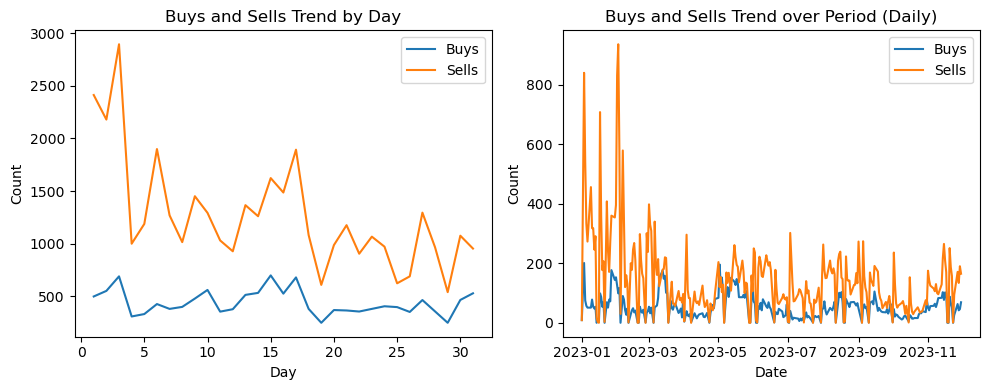 Buys and Sells Trend by Day
Count
3000
2500
2000
1500
1000
500
0
5
10
15
20
25
30
Day
Buys
Sells
Buys and Sells Trend over Period (Daily)
Count
800
600
400
200
0
2023-01
2023-03
2023-05
2023-07
2023-09
2023-11
Date
Buys
Sells